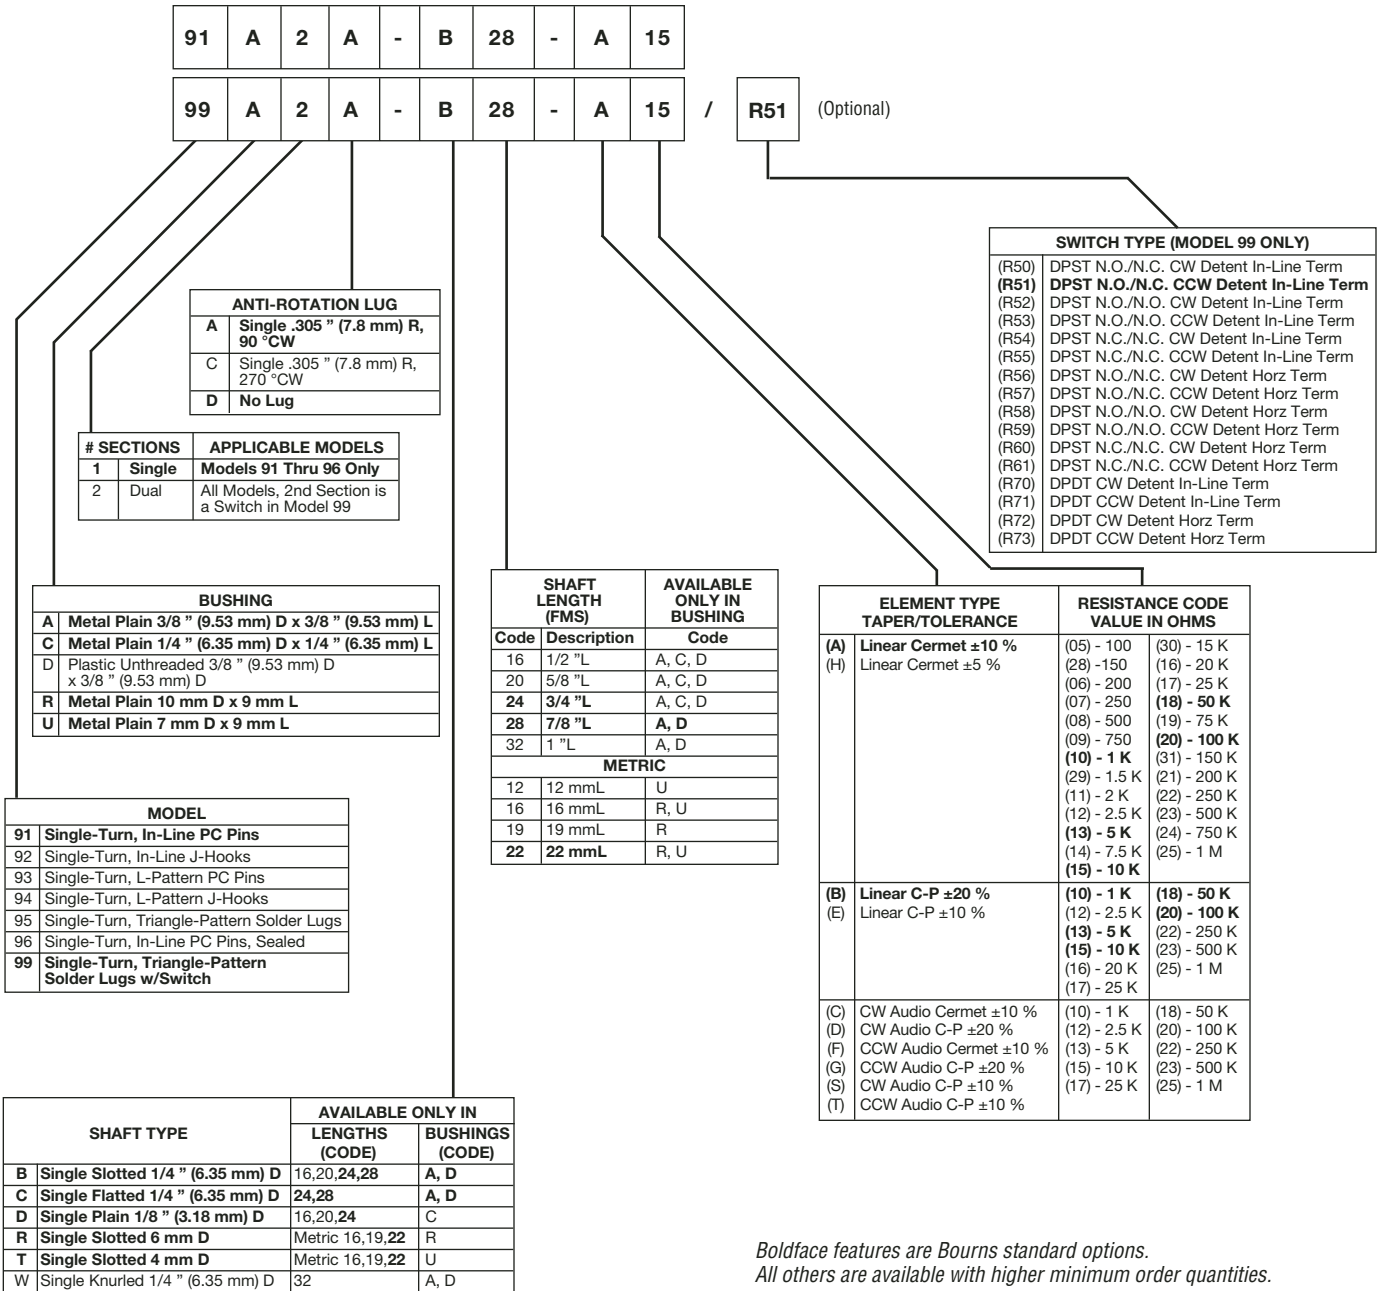 91 A 2 A - B 28 - A 15
99 A 2 A - B 28 - A 15 / R51 (Optional)
SWITCH TYPE (MODEL 99 ONLY)
(R50) DPST N.O./N.C. CW Detent In-Line Term
(R51) DPST N.O./N.C. CCW Detent In-Line Term
(R52) DPST N.O./N.O. CW Detent In-Line Term
(R53) DPST N.O./N.O. CCW Detent In-Line Term
(R54) DPST N.C./N.C. CW Detent In-Line Term
(R55) DPST N.C./N.C. CCW Detent In-Line Term
(R56) DPST N.O./N.C. CW Detent Horz Term
(R57) DPST N.O./N.C. CCW Detent Horz Term
(R58) DPST N.O./N.O. CW Detent Horz Term
(R59) DPST N.O./N.O. CCW Detent Horz Term
(R60) DPST N.C./N.C. CW Detent Horz Term
(R61) DPST N.C./N.C. CCW Detent Horz Term
(R70) DPDT CW Detent In-Line Term
(R71) DPDT CCW Detent In-Line Term
(R72) DPDT CW Detent Horz Term
(R73) DPDT CCW Detent Horz Term
ANTI-ROTATION LUG
A Single .305 " (7.8 mm) R,
90 °CW
C Single .305 " (7.8 mm) R,
270 °CW
D No Lug
# SECTIONS APPLICABLE MODELS
1 Single Models 91 Thru 96 Only
2 Dual All Models, 2nd Section is
a Switch in Model 99
BUSHING
A Metal Plain 3/8 " (9.53 mm) D x 3/8 " (9.53 mm) L
C Metal Plain 1/4 " (6.35 mm) D x 1/4 " (6.35 mm) L
D Plastic Unthreaded 3/8 " (9.53 mm) D
x 3/8 " (9.53 mm) D
R Metal Plain 10 mm D x 9 mm L
U Metal Plain 7 mm D x 9 mm L
SHAFT LENGTH (FMS) AVAILABLE ONLY IN BUSHING
Code Description Code
16 1/2 "L A, C, D
20 5/8 "L A, C, D
24 3/4 "L A, C, D
28 7/8 "L A, D
32 1 "L A, D
METRIC
12 12 mmL U
16 16 mmL R, U
19 19 mmL R
22 22 mmL R, U
ELEMENT TYPE TAPER/TOLERANCE RESISTANCE CODE VALUE IN OHMS
(A) Linear Cermet ±10 % (05) - 100 (30) - 15 K
(H) Linear Cermet ±5 % (28) -150 (16) - 20 K
(06) - 200 (17) - 25 K
(07) - 250 (18) - 50 K
(08) - 500 (19) - 75 K
(09) - 750 (20) - 100 K
(10) - 1 K (31) - 150 K
(29) - 1.5 K (21) - 200 K
(11) - 2 K (22) - 250 K
(12) - 2.5 K (23) - 500 K
(13) - 5 K (24) - 750 K
(14) - 7.5 K (25) - 1 M
(15) - 10 K
(B) Linear C-P ±20 % (10) - 1 K (18) - 50 K
(E) Linear C-P ±10 % (12) - 2.5 K (20) - 100 K
(13) - 5 K (22) - 250 K
(15) - 10 K (23) - 500 K
(16) - 20 K (25) - 1 M
(17) - 25 K
(C) CW Audio Cermet ±10 % (10) - 1 K (18) - 50 K
(D) CW Audio C-P ±20 % (12) - 2.5 K (20) - 100 K
(F) CCW Audio Cermet ±10 % (13) - 5 K (22) - 250 K
(G) CCW Audio C-P ±20 % (15) - 10 K (23) - 500 K
(S) CW Audio C-P ±10 % (17) - 25 K (25) - 1 M
(T) CCW Audio C-P ±10 %
MODEL
91 Single-Turn, In-Line PC Pins
92 Single-Turn, In-Line J-Hooks
93 Single-Turn, L-Pattern PC Pins
94 Single-Turn, L-Pattern J-Hooks
95 Single-Turn, Triangle-Pattern Solder Lugs
96 Single-Turn, In-Line PC Pins, Sealed
99 Single-Turn, Triangle-Pattern
Solder Lugs w/Switch
SHAFT TYPE AVAILABLE ONLY IN
LENGTHS (CODE) BUSHINGS (CODE)
B Single Slotted 1/4 " (6.35 mm) D 16,20,24,28 A, D
C Single Flatted 1/4 " (6.35 mm) D 24,28 A, D
D Single Plain 1/8 " (3.18 mm) D 16,20,24 C
R Single Slotted 6 mm D Metric 16,19,22 R
T Single Slotted 4 mm D Metric 16,19,22 U
W Single Knurled 1/4 " (6.35 mm) D 32 A, D
Boldface features are Bourns standard options.
All others are available with higher minimum order quantities.